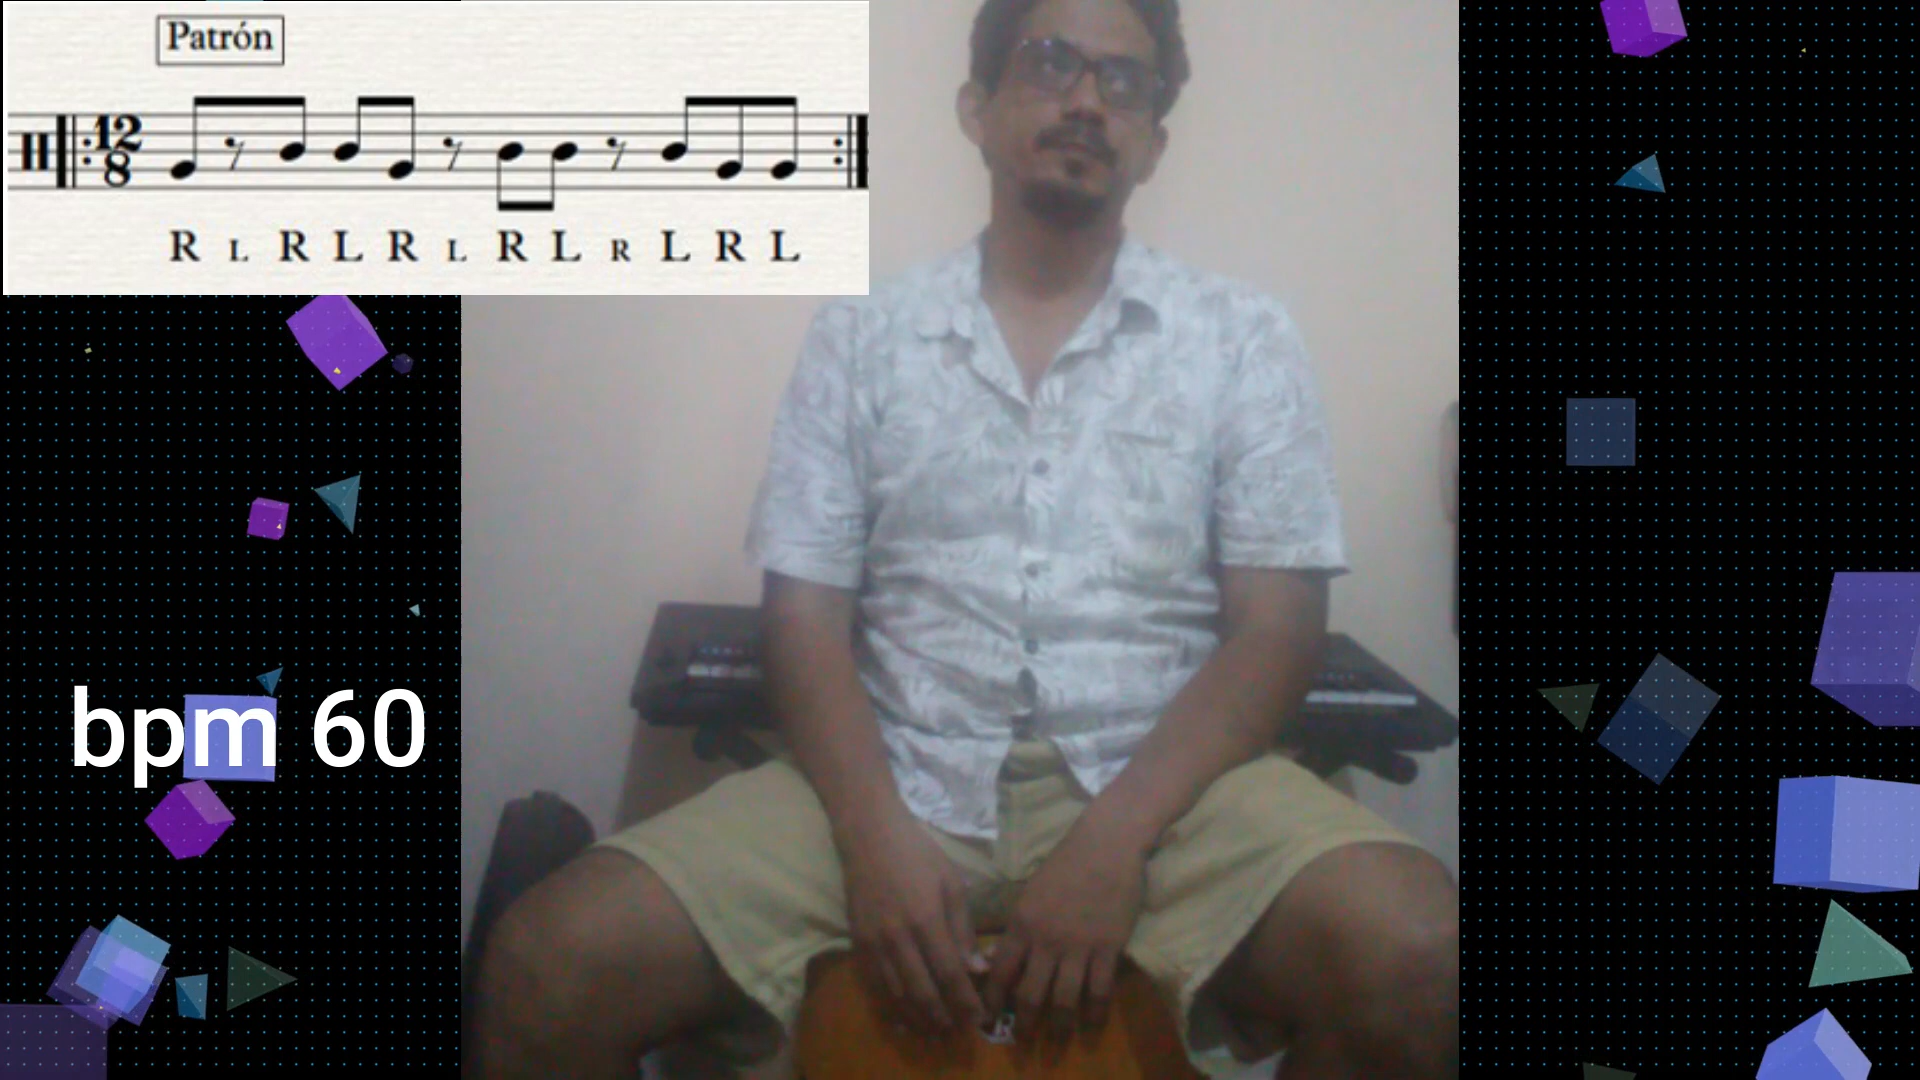 Patrón
12
8
R L R L R L R L R L R L
bpm 60
R